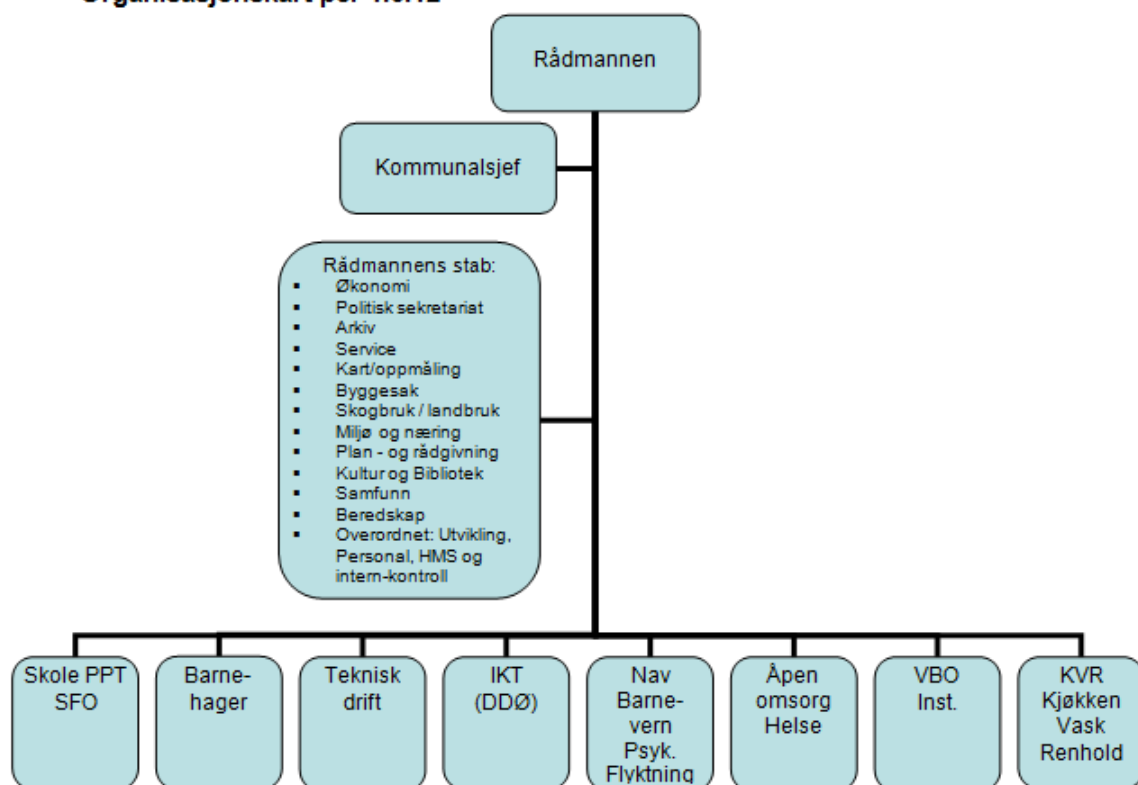 Rådmannen
Kommunalsjef
Rådmannens stab:
▪ Økonomi
▪ Politisk sekretariat
▪ Arkiv
▪ Service
▪ Kart/oppmåling
▪ Byggesak
▪ Skogbruk / landbruk
▪ Miljø og næring
▪ Plan - og rådgivning
▪ Kultur og Bibliotek
▪ Samfunn
▪ Beredskap
▪ Overordnet: Utvikling,
Personal, HMS og
intern-kontroll
Skole PPT
SFO
Barne-
hager
Teknisk
drift
IKT
(DDØ)
Nav
Barne-
vern
Psyk.
Flyktning
Åpen
omsorg
Helse
VBO
Inst.
KVR
Kjøkken
Vask
Renhold